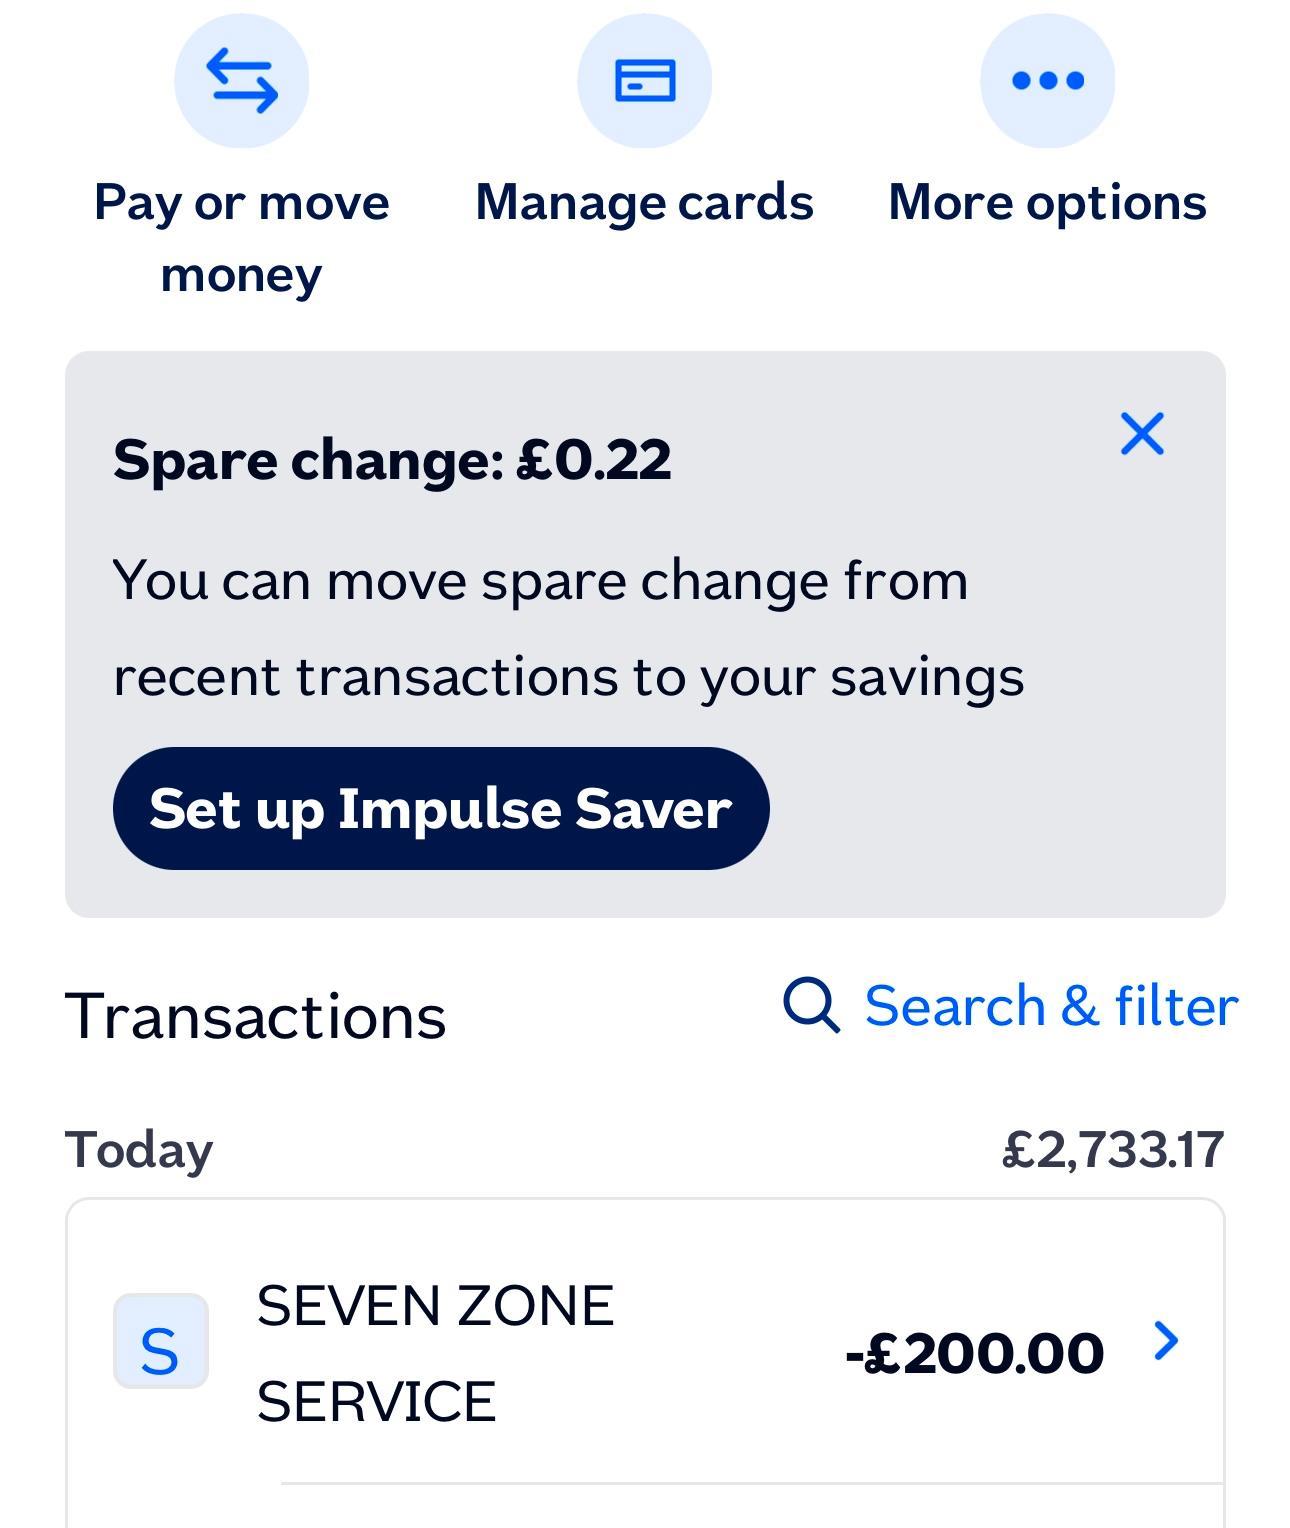 Pay or move
money
Manage cards
More options
Spare change: £0.22
You can move spare change from
recent transactions to your savings
Set up Impulse Saver
Transactions
Search & filter
Today
£2,733.17
S
SEVEN ZONE
SERVICE
-£200.00